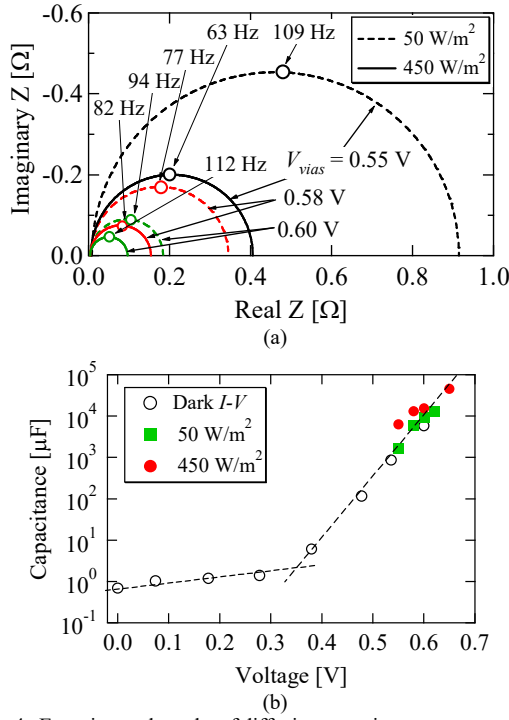 -0.6
-0.4
-0.2
0.0
Imaginary Z [Ω]
109 Hz
63 Hz
77 Hz
94 Hz
82 Hz
112 Hz
50 W/m²
450 W/m²
V_vias = 0.55 V
0.58 V
0.60 V
0.0 0.2 0.4 0.6 0.8 1.0
Real Z [Ω]
(a)
10⁵
10⁴
10³
10²
10¹
10⁰
10⁻¹
Capacitance [µF]
Dark I-V
50 W/m²
450 W/m²
0.0 0.1 0.2 0.3 0.4 0.5 0.6 0.7
Voltage [V]
(b)